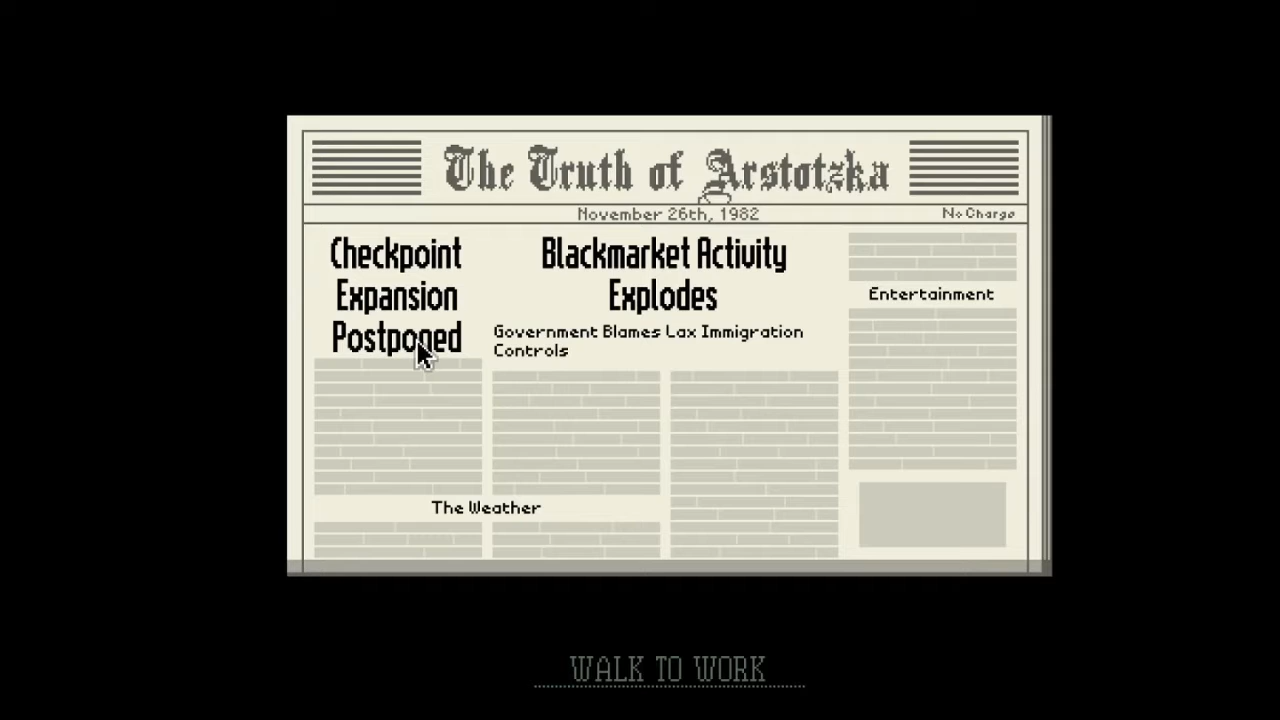 The Truth of Arstotzka
November 26th, 1982
No Charge
Checkpoint
Expansion
Postponed
Blackmarket Activity
Explodes
Government Blames Lax Immigration
Controls
Entertainment
The Weather
WALK TO WORK